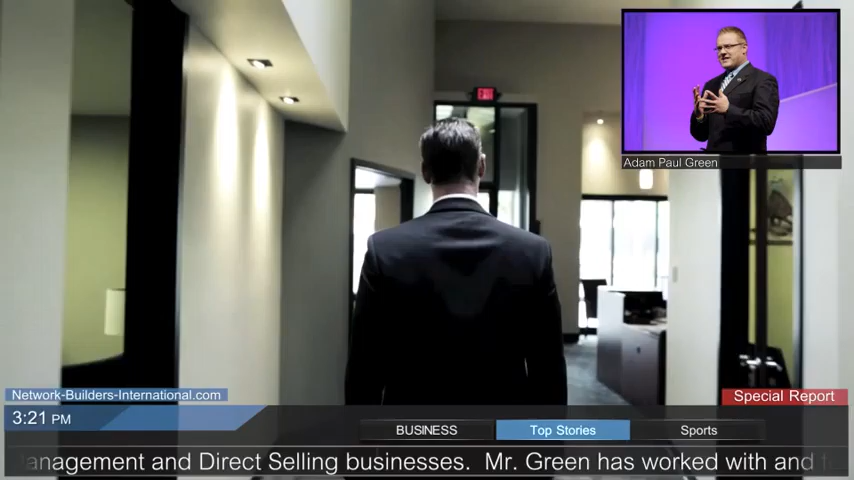 Adam Paul Green
Network-Builders-International.com
Special Report
3:21 PM
BUSINESS
Top Stories
Sports
anagement and Direct Selling businesses. Mr. Green has worked with and